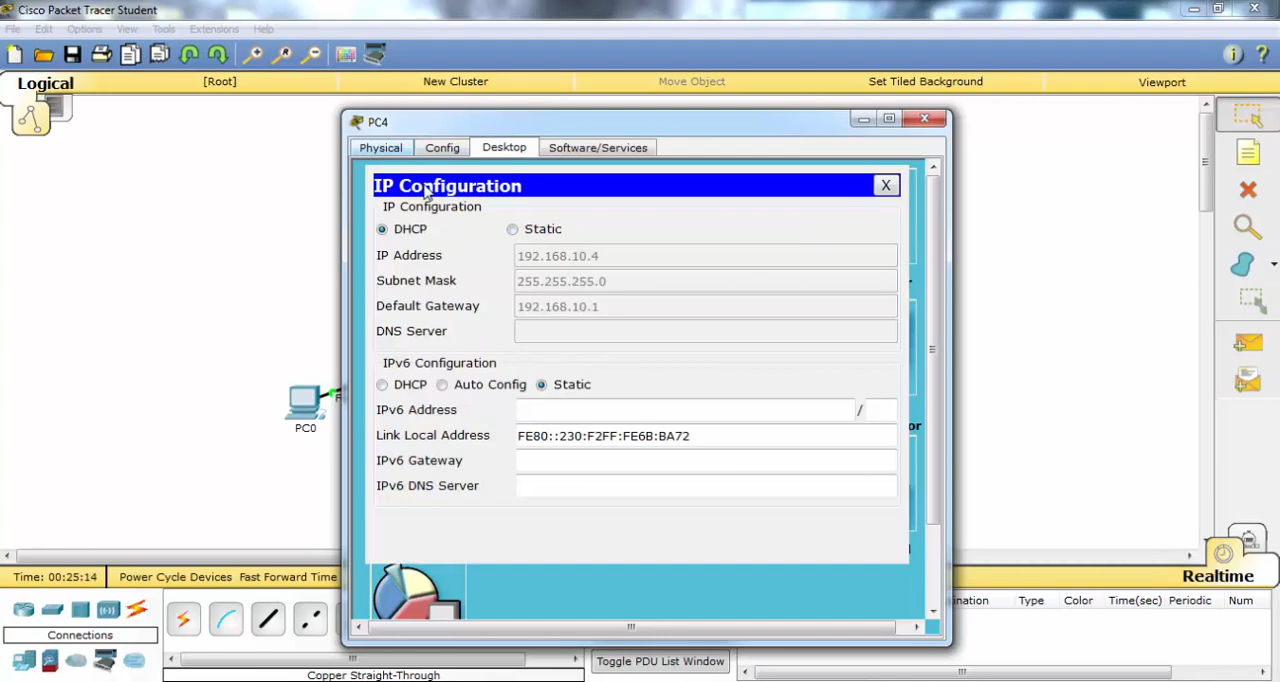 Cisco Packet Tracer Student
File Edit Options View Tools Extensions Help
Logical [Root] New Cluster Move Object Set Tiled Background Viewport
PC4
Physical Config Desktop Software/Services
IP Configuration X
IP Configuration
DHCP Static
IP Address 192.168.10.4
Subnet Mask 255.255.255.0
Default Gateway 192.168.10.1
DNS Server
IPv6 Configuration
DHCP Auto Config Static
IPv6 Address /
Link Local Address FE80::230:F2FF:FE6B:BA72
IPv6 Gateway
IPv6 DNS Server
PC0
Time: 00:25:14 Power Cycle Devices Fast Forward Time
Realtime
ination Type Color Time(sec) Periodic Num
Connections
Toggle PDU List Window
Copper Straight-Through